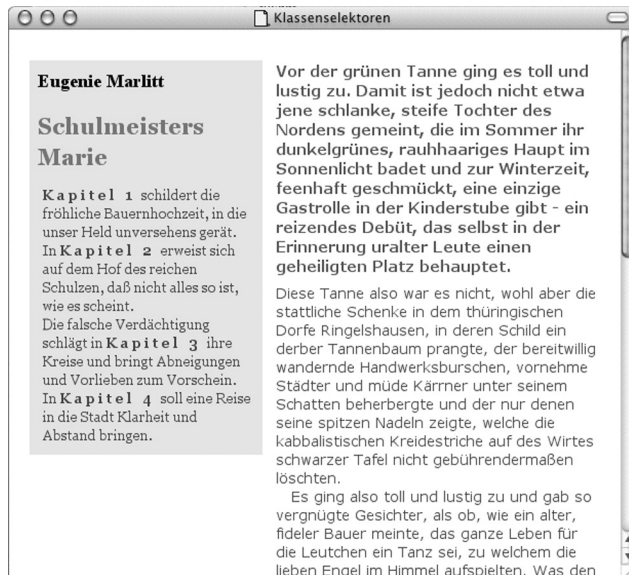 Klassenselektoren
Eugenie Marlitt
Schulmeisters
Marie
Kapitel 1 schildert die
fröhliche Bauernhochzeit, in die
unser Held unversehens gerät.
In Kapitel 2 erweist sich
auf dem Hof des reichen
Schulzen, daß nicht alles so ist,
wie es scheint.
Die falsche Verdächtigung
schlägt in Kapitel 3 ihre
Kreise und bringt Abneigungen
und Vorlieben zum Vorschein.
In Kapitel 4 soll eine Reise
in die Stadt Klarheit und
Abstand bringen.
Vor der grünen Tanne ging es toll und
lustig zu. Damit ist jedoch nicht etwa
jene schlanke, steife Tochter des
Nordens gemeint, die im Sommer ihr
dunkelgrünes, rauhhaariges Haupt im
Sonnenlicht badet und zur Winterzeit,
feenhaft geschmückt, eine einzige
Gastrolle in der Kinderstube gibt - ein
reizendes Debüt, das selbst in der
Erinnerung uralter Leute einen
geheiligten Platz behauptet.
Diese Tanne also war es nicht, wohl aber die
stattliche Schenke in dem thüringischen
Dorfe Ringelshausen, in deren Schild ein
derber Tannenbaum prangte, der bereitwillig
wandernde Handwerksburschen, vornehme
Städter und müde Kärrner unter seinem
Schatten beherbergte und der nur denen
seine spitzen Nadeln zeigte, welche die
kabbalistischen Kreidestriche auf des Wirtes
schwarzer Tafel nicht gebührendermaßen
löschten.
Es ging also toll und lustig zu und gab so
vergnügte Gesichter, als ob, wie ein alter,
fideler Bauer meinte, das ganze Leben für
die Leutchen ein Tanz sei, zu welchem die
lieben Engel im Himmel aufspielten. Was den